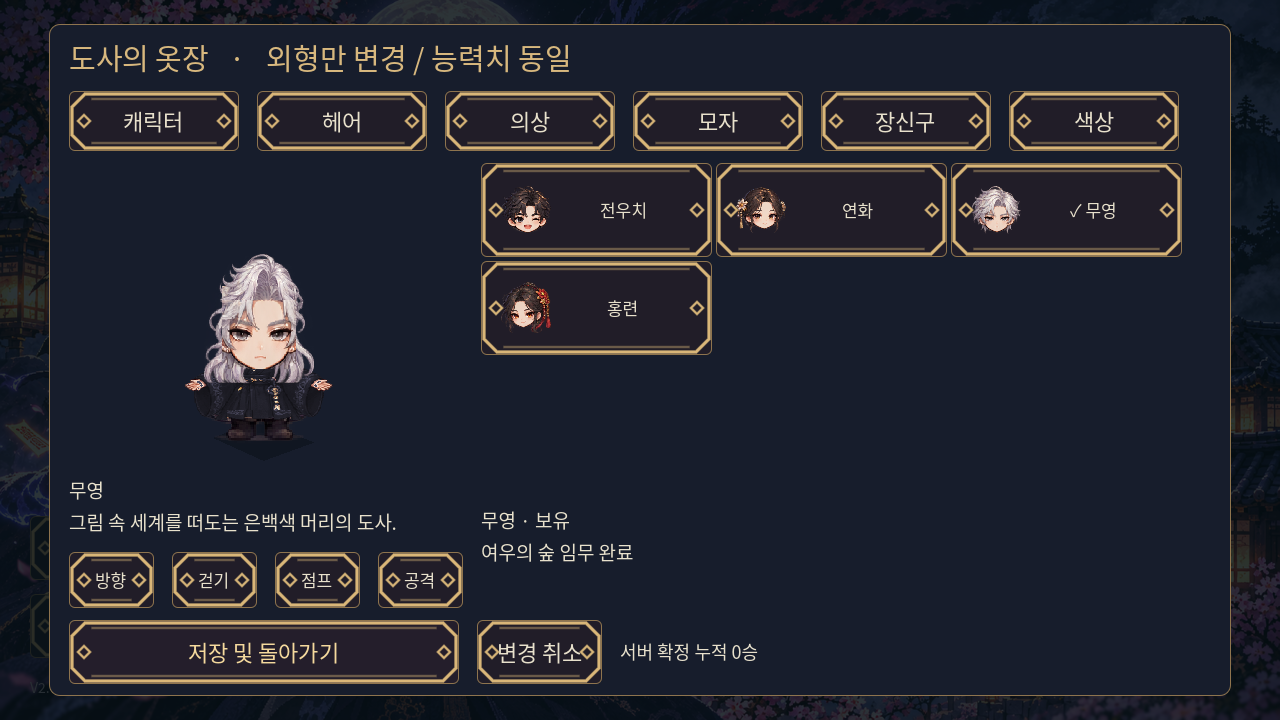 도사의 옷장 · 외형만 변경 / 능력치 동일
캐릭터 헤어 의상 모자 장신구 색상
전우치 연화 ✓ 무영
홍련
무영
그림 속 세계를 떠도는 은백색 머리의 도사.
무영 · 보유
여우의 숲 임무 완료
방향 걷기 점프 공격
저장 및 돌아가기 변경 취소 서버 확정 누적 0승